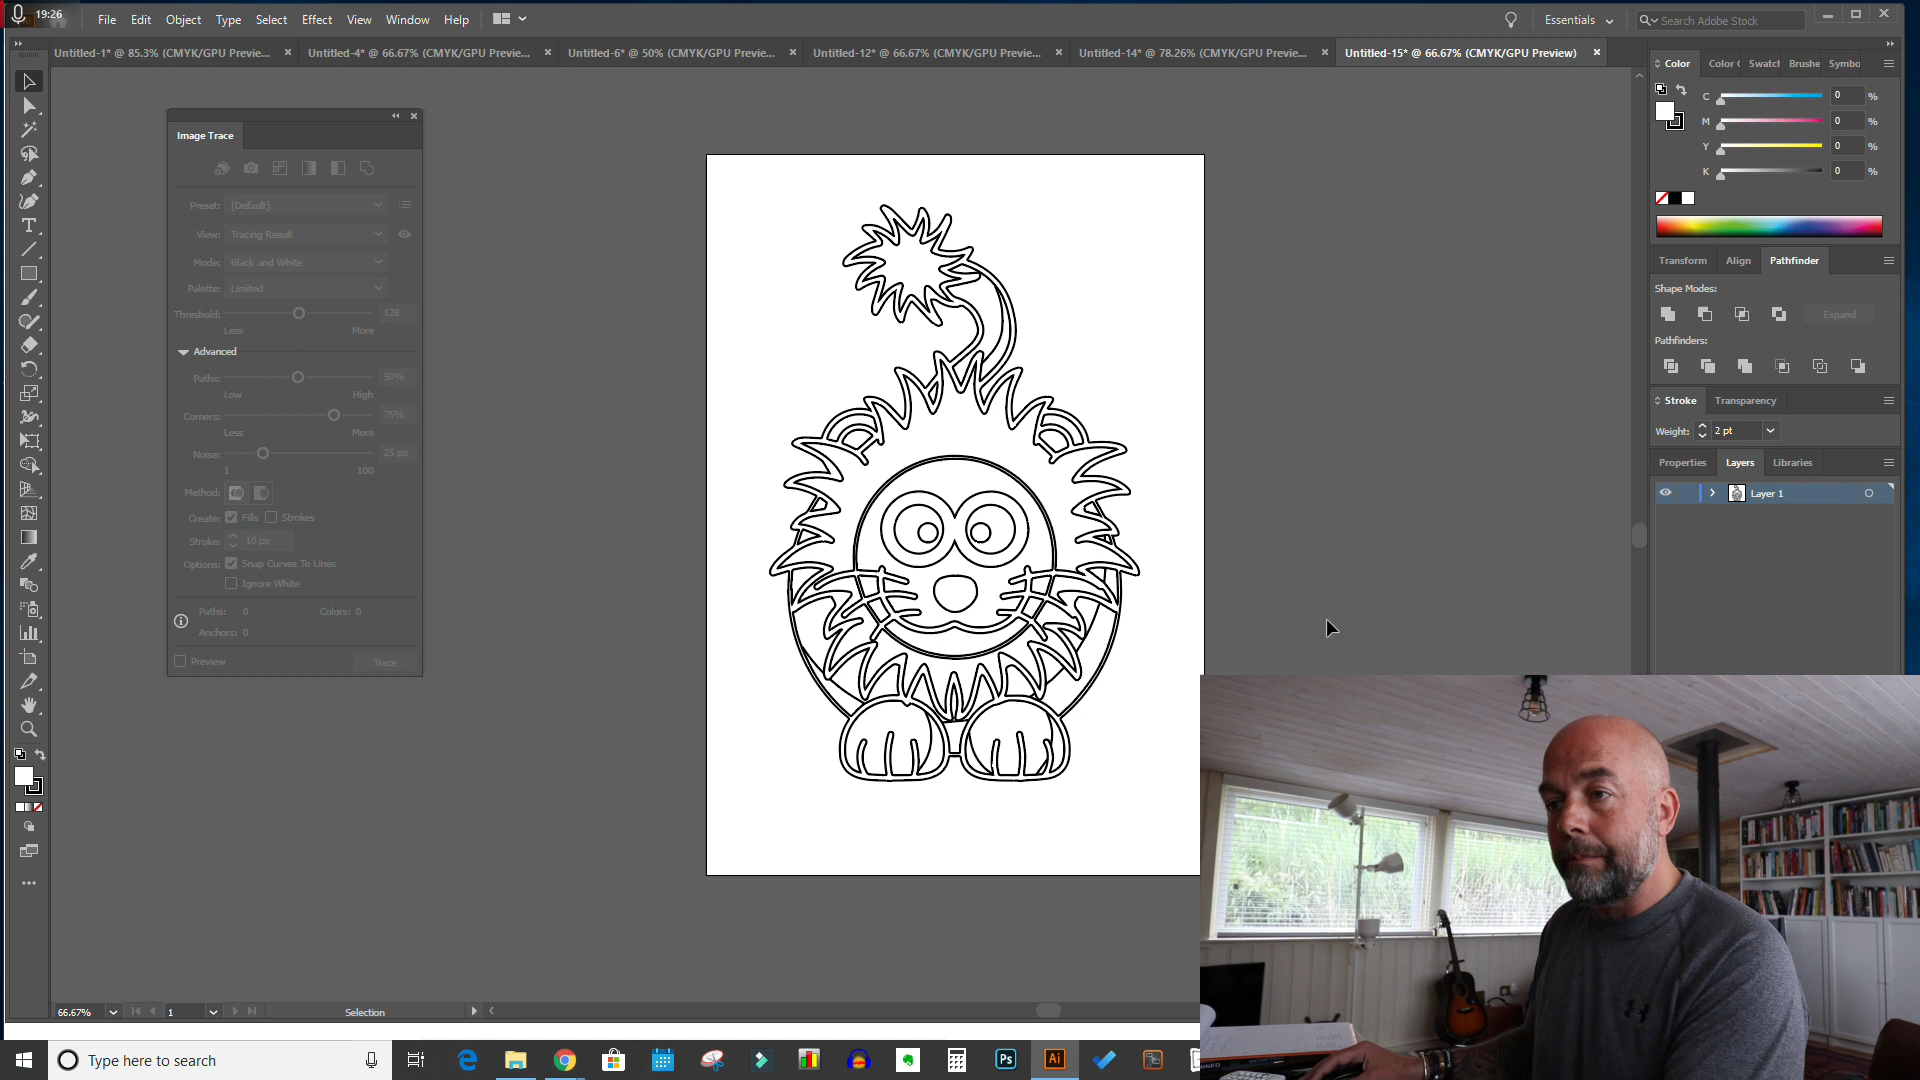 19:26
File Edit Object Type Select Effect View Window Help
Essentials
Search Adobe Stock
Untitled-1* @ 85.3% (CMYK/GPU Previe...
Untitled-4* @ 66.67% (CMYK/GPU Previe...
Untitled-6* @ 50% (CMYK/GPU Previe...
Untitled-12* @ 66.67% (CMYK/GPU Previe...
Untitled-14* @ 78.26% (CMYK/GPU Previe...
Untitled-15* @ 66.67% (CMYK/GPU Preview)
Image Trace
Preset: [Default]
View: Tracing Result
Mode: Black and White
Palette: Limited
Threshold: 128
Less More
Advanced
Paths: 50%
Low High
Corners: 75%
Less More
Noise: 25 px
1 100
Method:
Create: Fills Strokes
Stroke: 10 px
Options: Snap Curves To Lines
Ignore White
Paths: 0 Colors: 0
Anchors: 0
Preview Trace
Color Color Swatch Brushe Symbo
C 0 %
M 0 %
Y 0 %
K 0 %
Transform Align Pathfinder
Shape Modes:
Expand
Pathfinders:
Stroke Transparency
Weight: 2 pt
Properties Layers Libraries
Layer 1
66.67% 1 Selection
Type here to search
Ps Ai